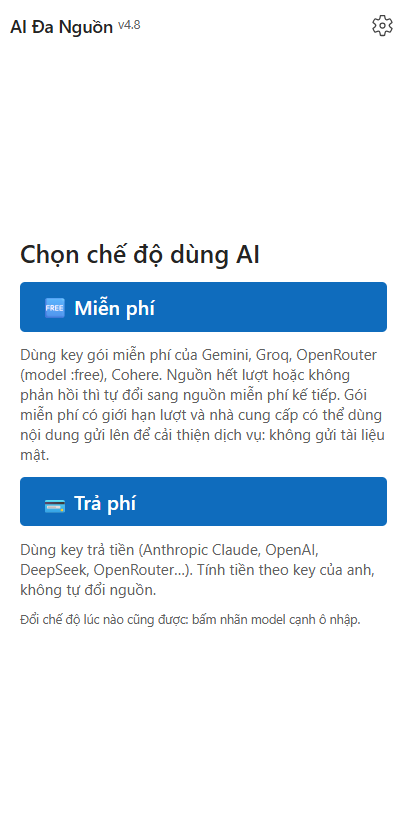 AI Đa Nguồn v4.8
Chọn chế độ dùng AI
FREE Miễn phí
Dùng key gói miễn phí của Gemini, Groq, OpenRouter
(model :free), Cohere. Nguồn hết lượt hoặc không
phản hồi thì tự đổi sang nguồn miễn phí kế tiếp. Gói
miễn phí có giới hạn lượt và nhà cung cấp có thể dùng
nội dung gửi lên để cải thiện dịch vụ: không gửi tài liệu
mật.
Trả phí
Dùng key trả tiền (Anthropic Claude, OpenAI,
DeepSeek, OpenRouter...). Tính tiền theo key của anh,
không tự đổi nguồn.
Đổi chế độ lúc nào cũng được: bấm nhãn model cạnh ô nhập.